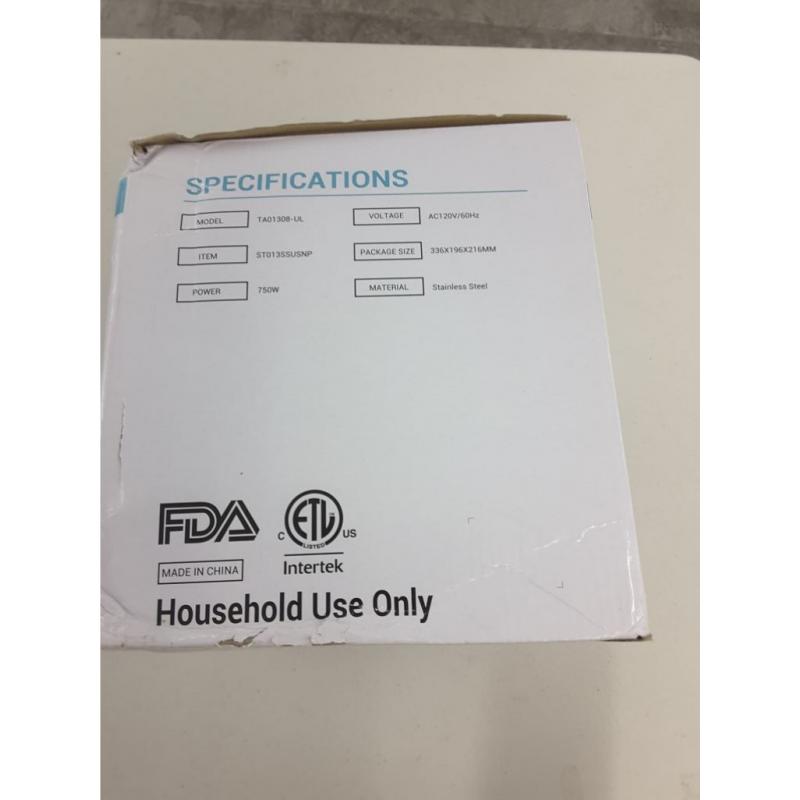 SPECIFICATIONS
MODEL TA01308-UL VOLTAGE AC120V/60Hz
ITEM ST013SSUSNP PACKAGE SIZE 336X196X216MM
POWER 750W MATERIAL Stainless Steel
FDA
C ETL US
LISTED
Intertek
MADE IN CHINA
Household Use Only